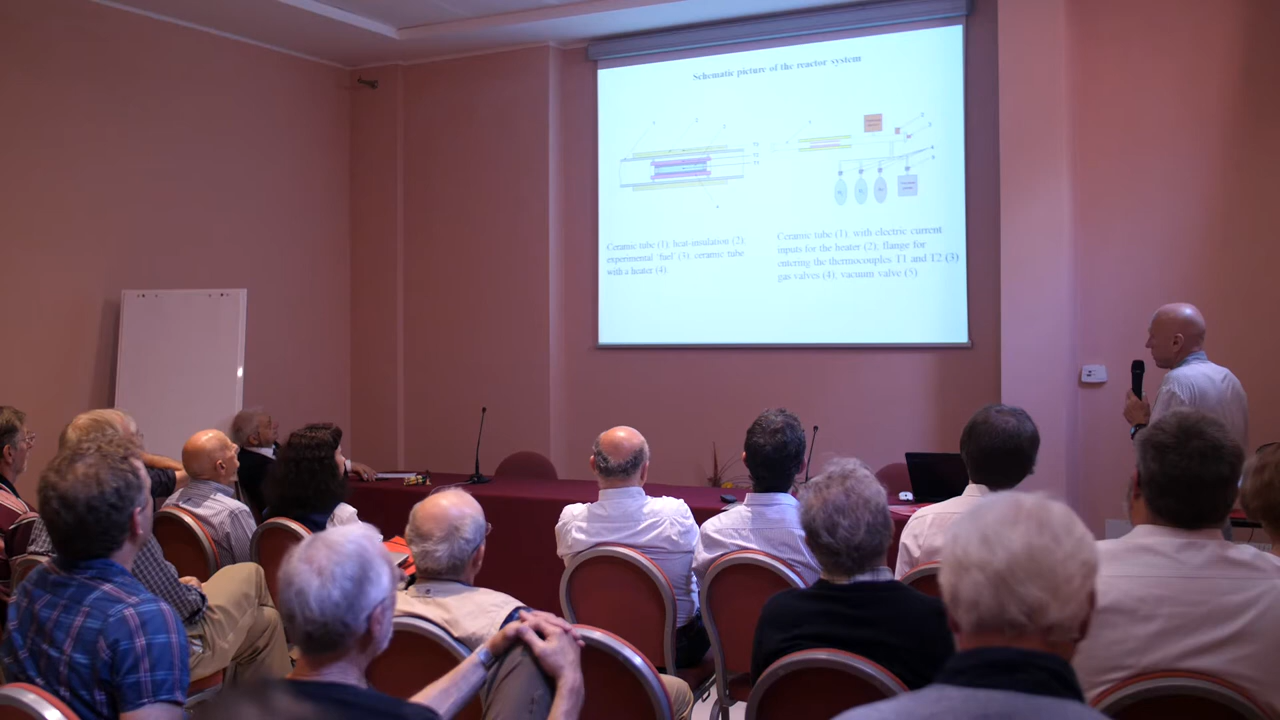 Schematic picture of the reactor system
Ceramic tube (1); heat-insulation (2);
experimental 'fuel' (3); ceramic tube
with a heater (4).
Ceramic tube (1), with electric current
inputs for the heater (2); flange for
entering the thermocouples T1 and T2 (3)
gas valves (4); vacuum valve (5)